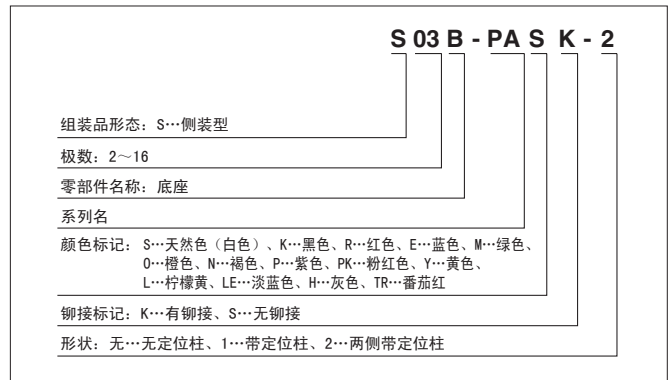 S 03 B - PA S K - 2
组装品形态：S…侧装型
极数：2～16
零部件名称：底座
系列名
颜色标记：S…天然色（白色）、K…黑色、R…红色、E…蓝色、M…绿色、
O…橙色、N…褐色、P…紫色、PK…粉红色、Y…黄色、
L…柠檬黄、LE…淡蓝色、H…灰色、TR…番茄红
铆接标记：K…有铆接、S…无铆接
形状：无…无定位柱、1…带定位柱、2…两侧带定位柱